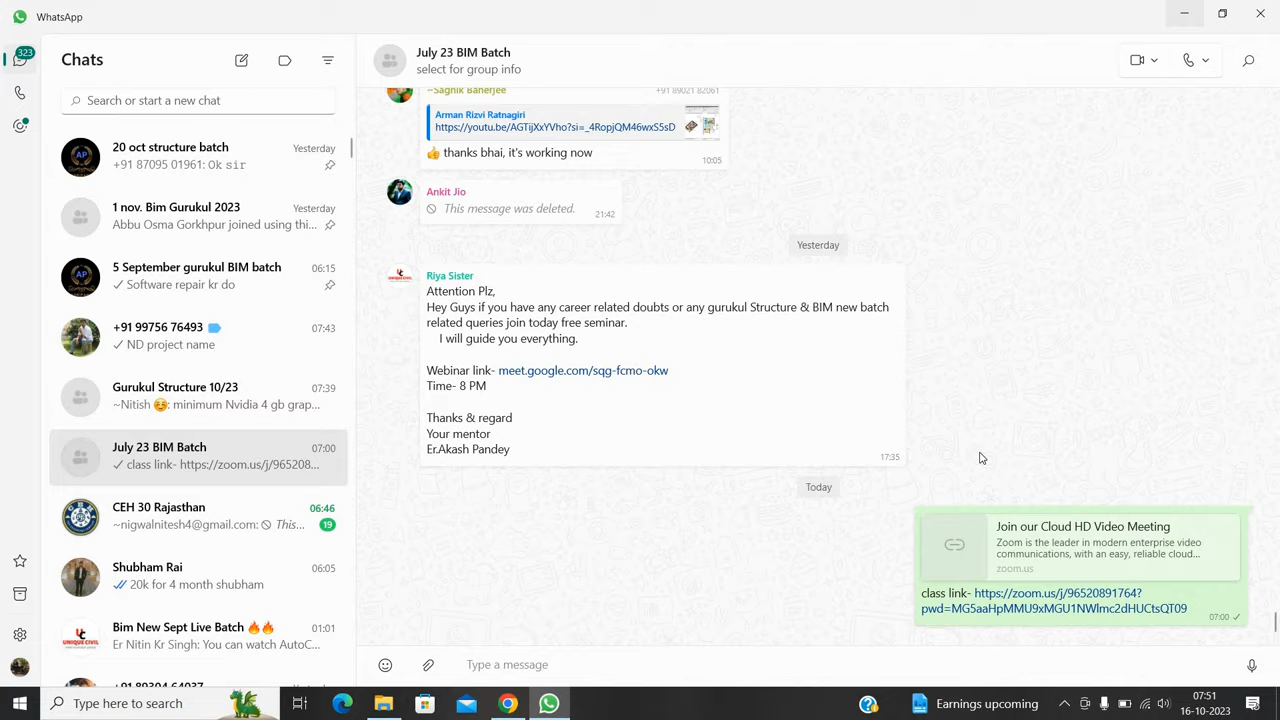 WhatsApp
323
Chats
Search or start a new chat
20 oct structure batch
Yesterday
+91 87095 01961: Ok sir
1 nov. Bim Gurukul 2023
Yesterday
Abbu Osma Gorkhpur joined using thi...
5 September gurukul BIM batch
06:15
Software repair kr do
+91 99756 76493
07:43
ND project name
Gurukul Structure 10/23
07:39
~Nitish 😊: minimum Nvidia 4 gb grap...
July 23 BIM Batch
07:00
class link- https://zoom.us/j/965208...
CEH 30 Rajasthan
06:46
~nigwalnitesh4@gmail.com: This...
19
Shubham Rai
06:05
20k for 4 month shubham
Bim New Sept Live Batch 🔥🔥
01:01
Er Nitin Kr Singh: You can watch AutoC...
July 23 BIM Batch
select for group info
~Sagnik Banerjee
+91 89021 82061
Arman Rizvi Ratnagiri
https://youtu.be/AGTijXxYVho?si=_4RopjQM46wxS5sD
👍 thanks bhai, it's working now
10:05
Ankit Jio
This message was deleted.
21:42
Yesterday
Riya Sister
Attention Plz,
Hey Guys if you have any career related doubts or any gurukul Structure & BIM new batch
related queries join today free seminar.
I will guide you everything.
Webinar link- meet.google.com/sqg-fcmo-okw
Time- 8 PM
Thanks & regard
Your mentor
Er.Akash Pandey
17:35
Today
Join our Cloud HD Video Meeting
Zoom is the leader in modern enterprise video
communications, with an easy, reliable cloud...
zoom.us
class link- https://zoom.us/j/96520891764?
pwd=MG5aaHpMMU9xMGU1NWlmc2dHUCtsQT09
07:00
Type a message
Type here to search
Earnings upcoming
07:51
16-10-2023